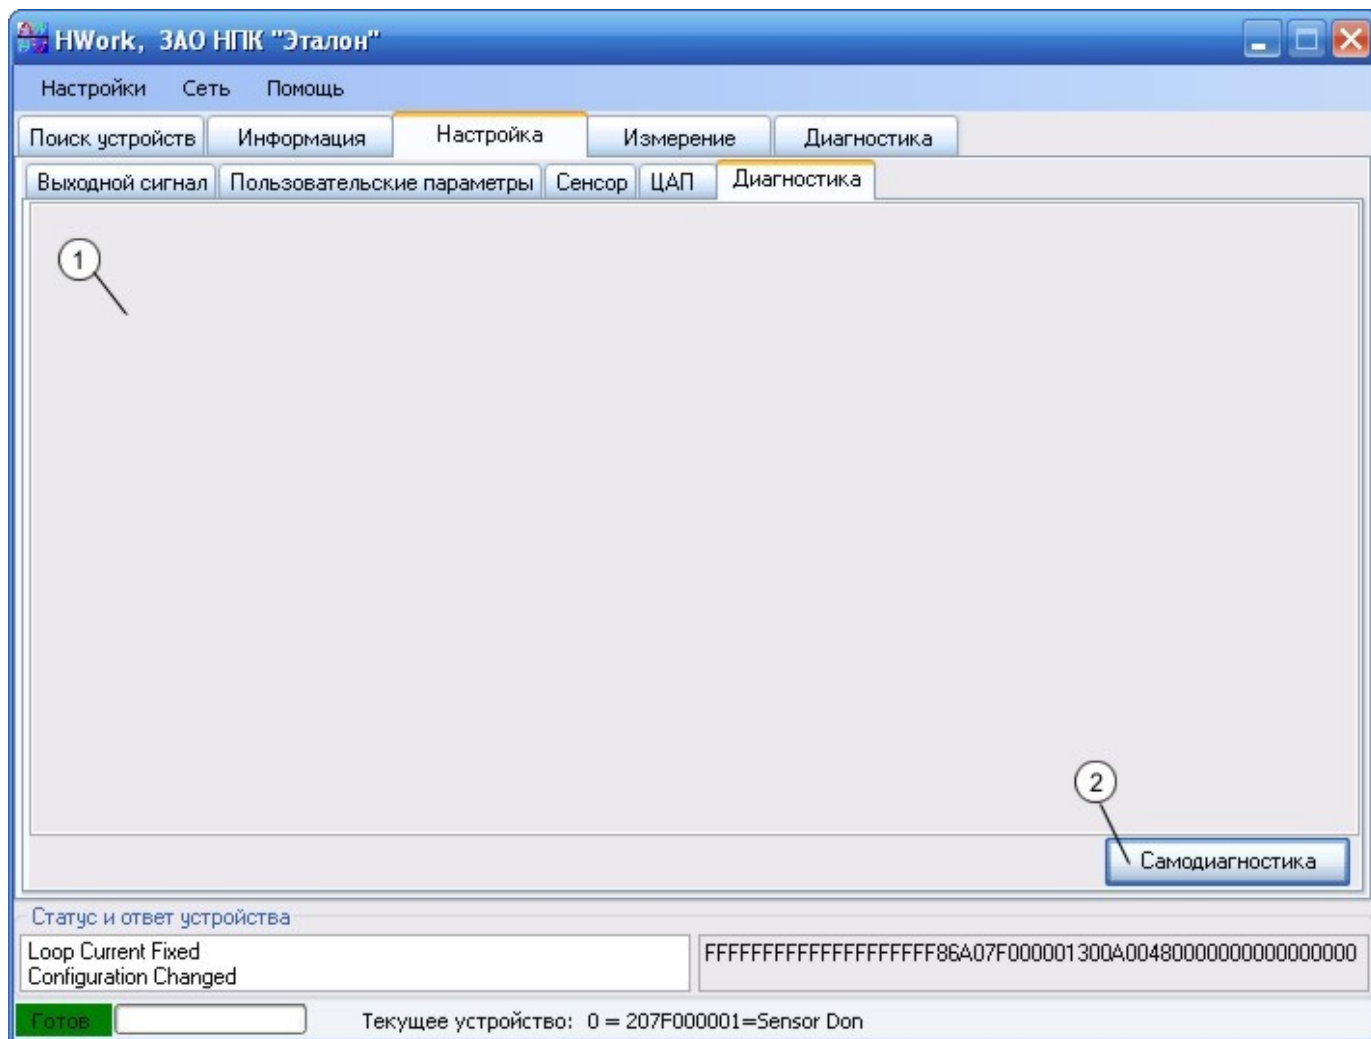 HWork, ЗАО НПК "Эталон"
Настройки Сеть Помощь
Поиск устройств Информация Настройка Измерение Диагностика
Выходной сигнал Пользовательские параметры Сенсор ЦАП Диагностика
1
2
Самодиагностика
Статус и ответ устройства
Loop Current Fixed
Configuration Changed
FFFFFFFFFFFFFFFFFFFF86A07F000001300A00480000000000000000
Готов Текущее устройство: 0 = 207F000001=Sensor Don